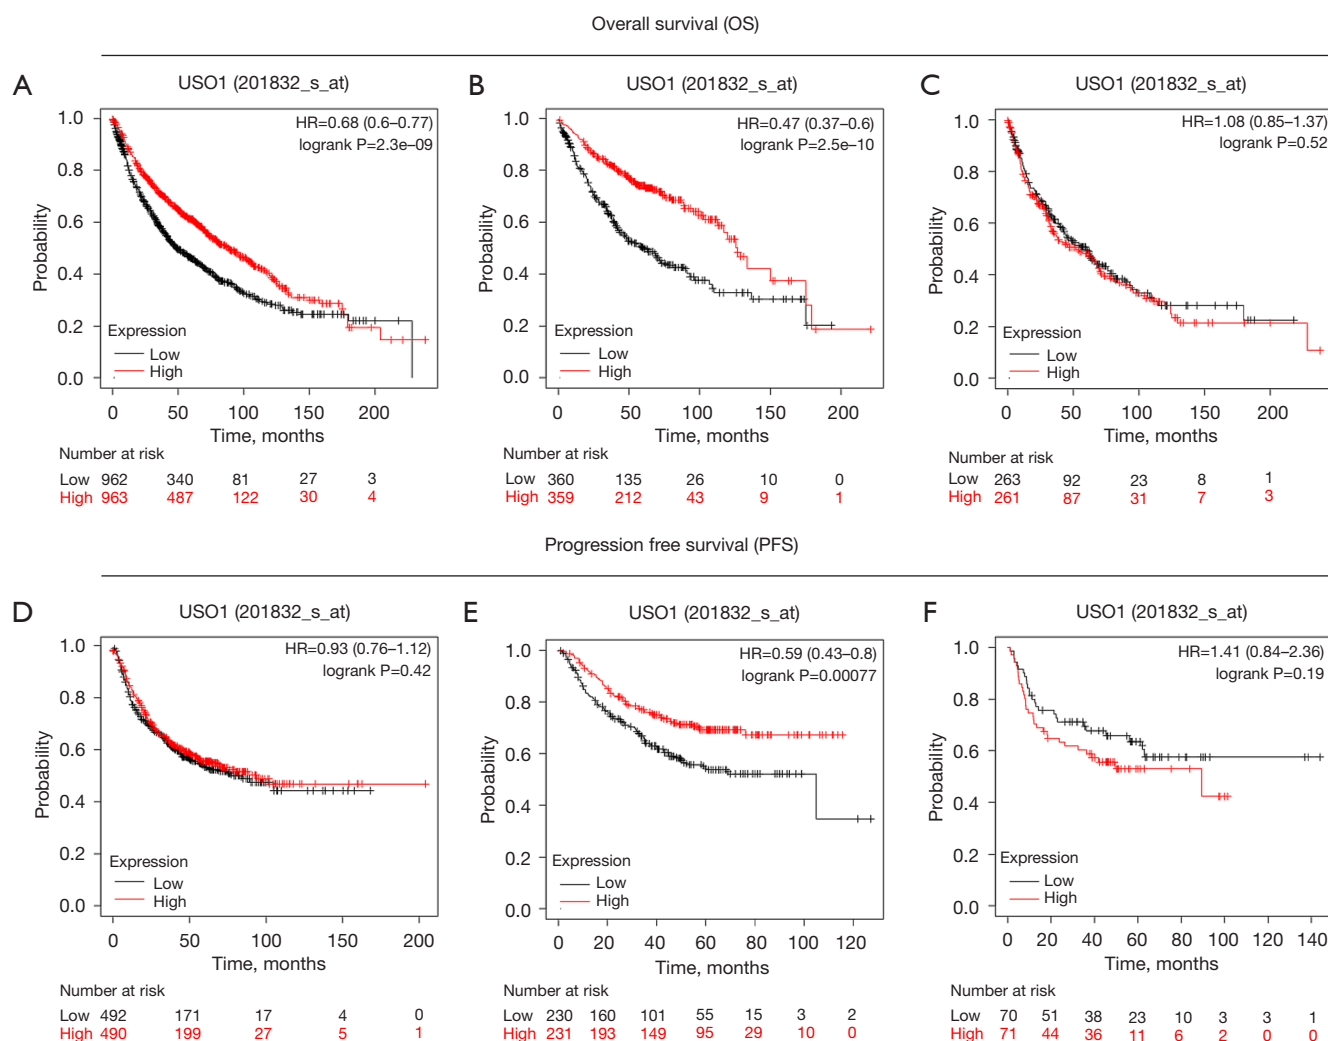 Overall survival (OS)
A
USO1 (201832_s_at)
HR=0.68 (0.6–0.77)
logrank P=2.3e–09
Probability
1.0
0.8
0.6
0.4
0.2
0.0
Expression
Low
High
0 50 100 150 200
Time, months
Number at risk
Low 962 340 81 27 3
High 963 487 122 30 4
B
USO1 (201832_s_at)
HR=0.47 (0.37–0.6)
logrank P=2.5e–10
Probability
1.0
0.8
0.6
0.4
0.2
0.0
Expression
Low
High
0 50 100 150 200
Time, months
Number at risk
Low 360 135 26 10 0
High 359 212 43 9 1
C
USO1 (201832_s_at)
HR=1.08 (0.85–1.37)
logrank P=0.52
Probability
1.0
0.8
0.6
0.4
0.2
0.0
Expression
Low
High
0 50 100 150 200
Time, months
Number at risk
Low 263 92 23 8 1
High 261 87 31 7 3
Progression free survival (PFS)
D
USO1 (201832_s_at)
HR=0.93 (0.76–1.12)
logrank P=0.42
Probability
1.0
0.8
0.6
0.4
0.2
0.0
Expression
Low
High
0 50 100 150 200
Time, months
Number at risk
Low 492 171 17 4 0
High 490 199 27 5 1
E
USO1 (201832_s_at)
HR=0.59 (0.43–0.8)
logrank P=0.00077
Probability
1.0
0.8
0.6
0.4
0.2
0.0
Expression
Low
High
0 20 40 60 80 100 120
Time, months
Number at risk
Low 230 160 101 55 15 3 2
High 231 193 149 95 29 10 0
F
USO1 (201832_s_at)
HR=1.41 (0.84–2.36)
logrank P=0.19
Probability
1.0
0.8
0.6
0.4
0.2
0.0
Expression
Low
High
0 20 40 60 80 100 120 140
Time, months
Number at risk
Low 70 51 38 23 10 3 3 1
High 71 44 36 11 6 2 0 0